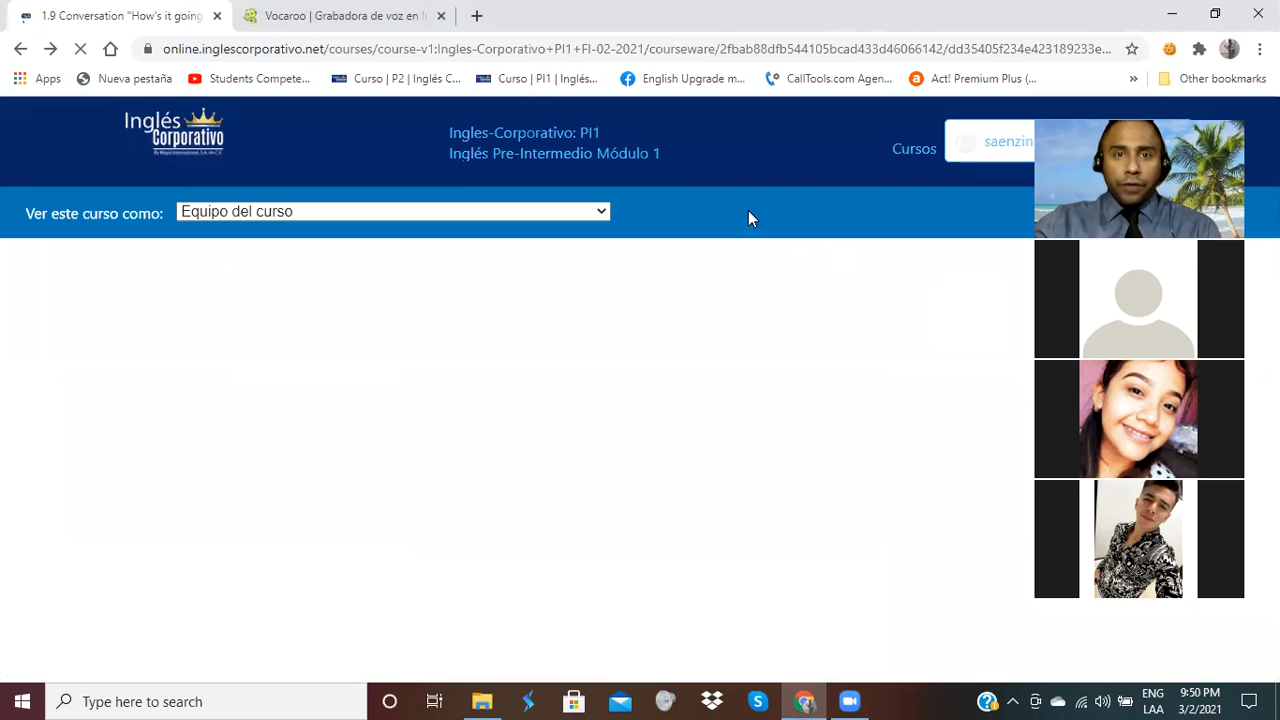 1.9 Conversation "How's it going
Vocaroo | Grabadora de voz en lí
online.inglescorporativo.net/courses/course-v1:Ingles-Corporativo+PI1+FI-02-2021/courseware/2fbab88dfb544105bcad433d46066142/dd35405f234e423189233e...
Apps
Nueva pestaña
Students Compete...
Curso | P2 | Inglés C...
Curso | PI1 | Inglés...
English Upgrade m...
CallTools.com Agen...
Act! Premium Plus (...
»
Other bookmarks
Inglés
Corporativo
Ingles-Corporativo: PI1
Inglés Pre-Intermedio Módulo 1
Cursos
saenzin
Ver este curso como:
Equipo del curso
Type here to search
ENG
LAA
9:50 PM
3/2/2021